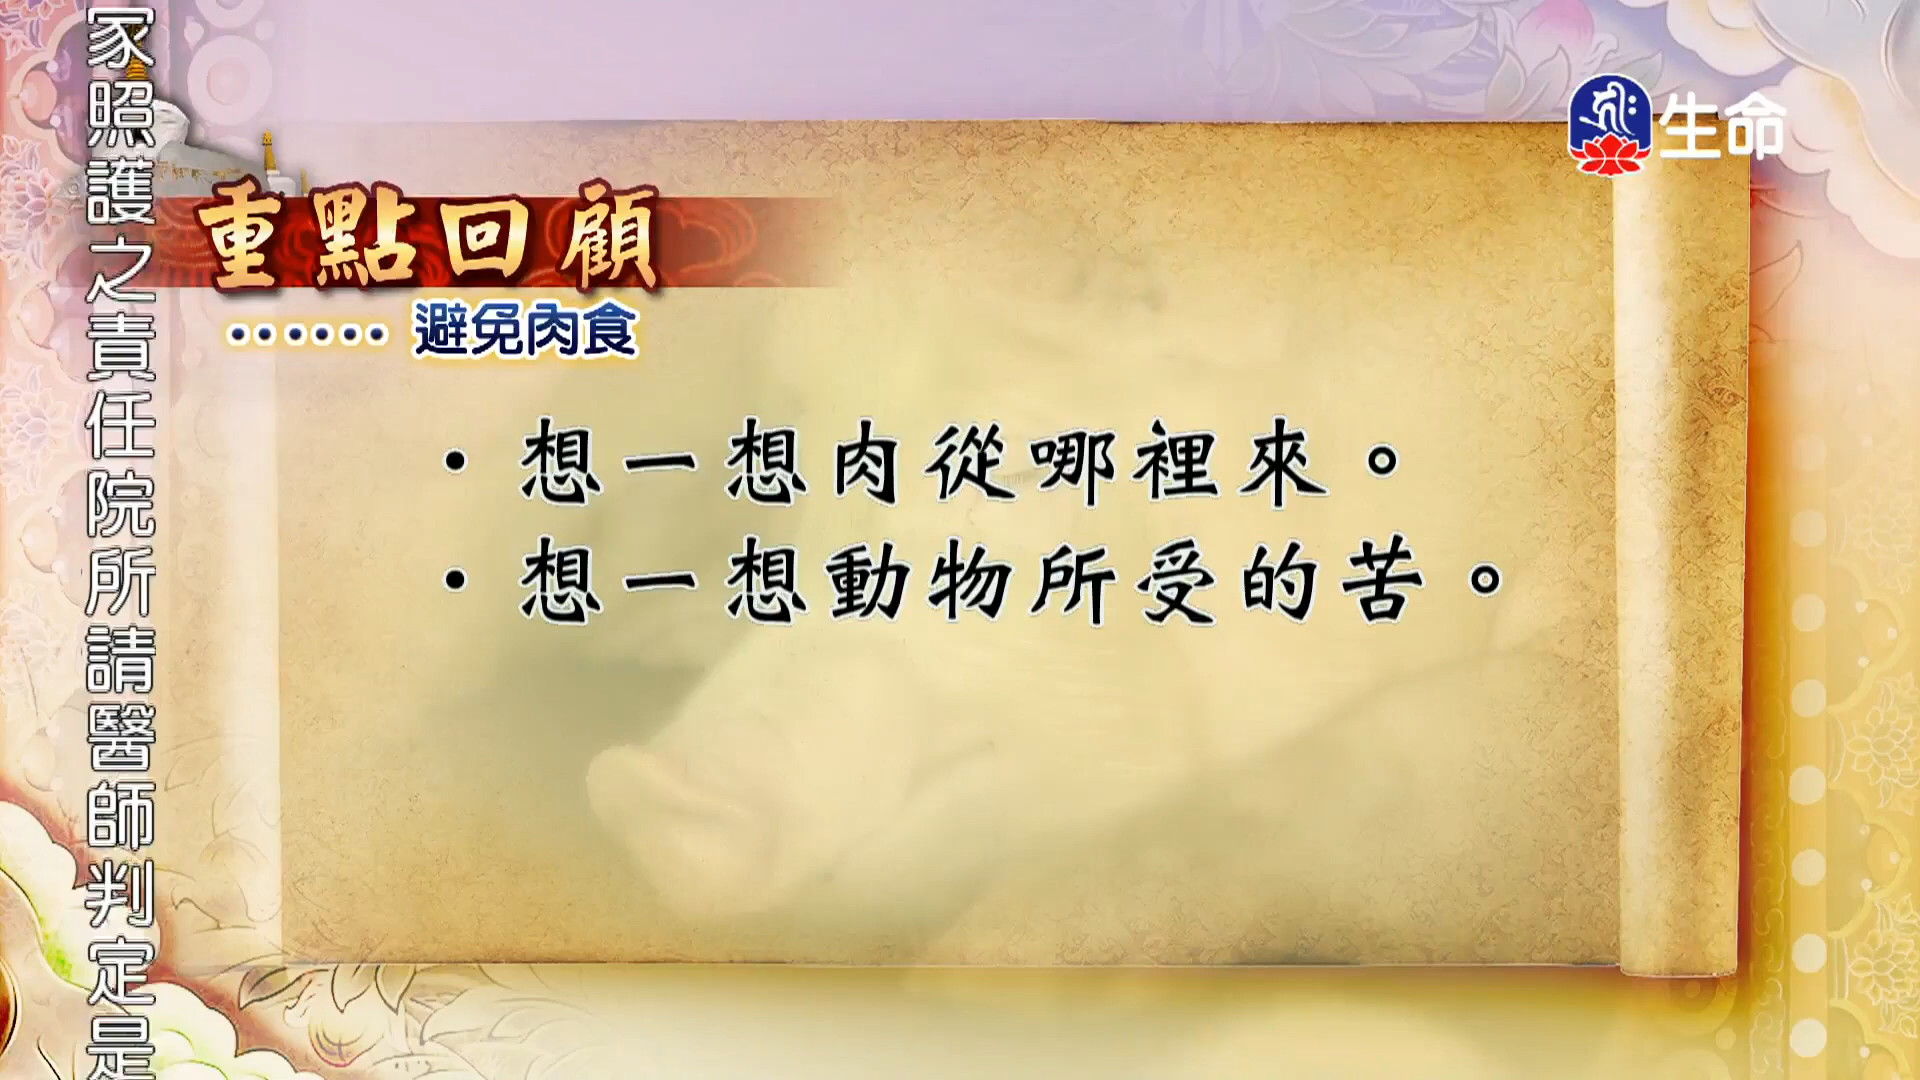 重點回顧
······ 避免肉食
· 想一想肉從哪裡來。
· 想一想動物所受的苦。
生命
家照護之責任院所請醫師判定是